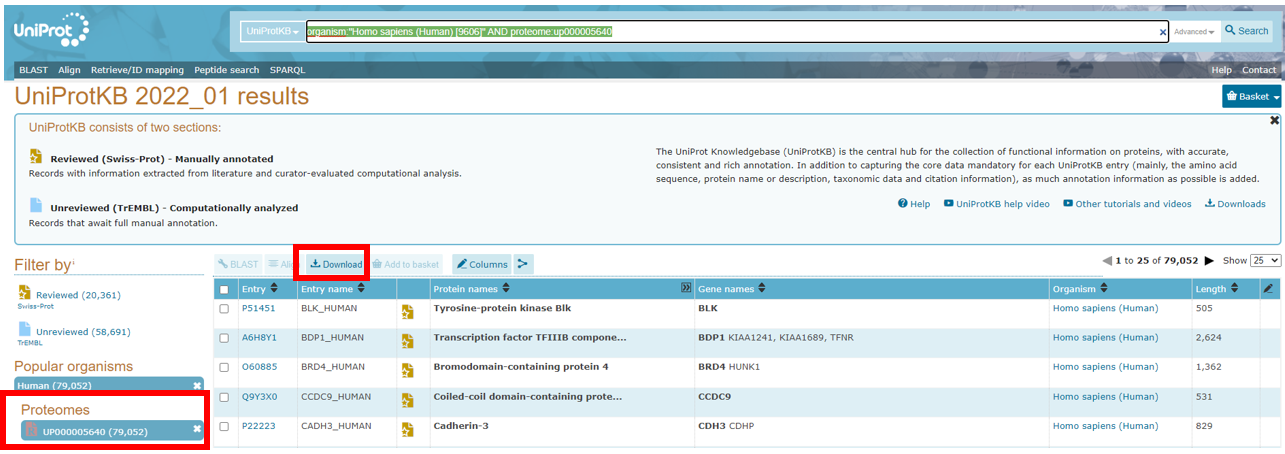 UniProt
UniProtKB organism:"Homo sapiens (Human) [9606]" AND proteome:up000005640 Advanced Search
BLAST Align Retrieve/ID mapping Peptide search SPARQL Help Contact
UniProtKB 2022_01 results Basket
UniProtKB consists of two sections:
Reviewed (Swiss-Prot) - Manually annotated
Records with information extracted from literature and curator-evaluated computational analysis.
Unreviewed (TrEMBL) - Computationally analyzed
Records that await full manual annotation.
The UniProt Knowledgebase (UniProtKB) is the central hub for the collection of functional information on proteins, with accurate,
consistent and rich annotation. In addition to capturing the core data mandatory for each UniProtKB entry (mainly, the amino acid
sequence, protein name or description, taxonomic data and citation information), as much annotation information as possible is added.
Help UniProtKB help video Other tutorials and videos Downloads
Filter by
BLAST Align Download Add to basket Columns 1 to 25 of 79,052 Show 25
Reviewed (20,361)
Swiss-Prot
Unreviewed (58,691)
TrEMBL
Popular organisms
Human (79,052)
Proteomes
UP000005640 (79,052)
Entry Entry name Protein names Gene names Organism Length
P51451 BLK_HUMAN Tyrosine-protein kinase Blk BLK Homo sapiens (Human) 505
A6H8Y1 BDP1_HUMAN Transcription factor TFIIIB compone... BDP1 KIAA1241, KIAA1689, TFNR Homo sapiens (Human) 2,624
O60885 BRD4_HUMAN Bromodomain-containing protein 4 BRD4 HUNK1 Homo sapiens (Human) 1,362
Q9Y3X0 CCDC9_HUMAN Coiled-coil domain-containing prote... CCDC9 Homo sapiens (Human) 531
P22223 CADH3_HUMAN Cadherin-3 CDH3 CDHP Homo sapiens (Human) 829